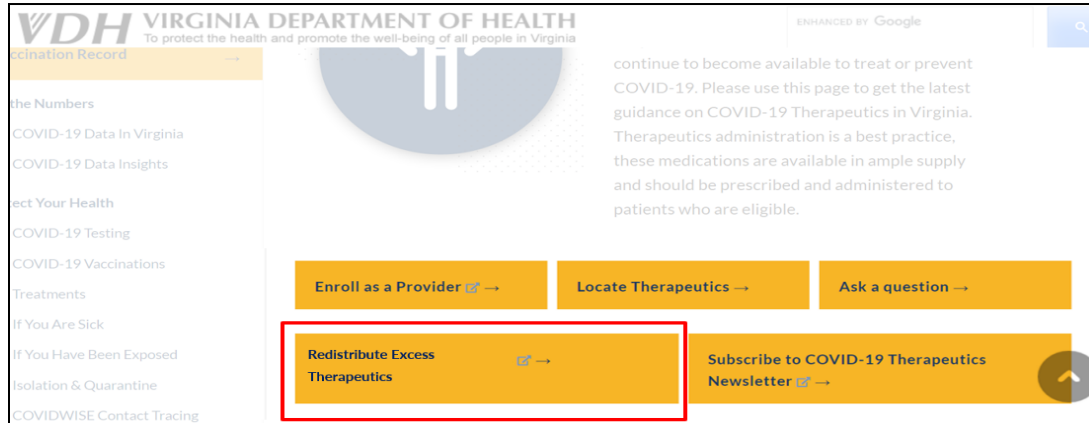 VDH VIRGINIA DEPARTMENT OF HEALTH
To protect the health and promote the well-being of all people in Virginia
ENHANCED BY Google
ccination Record →
the Numbers
COVID-19 Data In Virginia
COVID-19 Data Insights
ect Your Health
COVID-19 Testing
COVID-19 Vaccinations
Treatments
If You Are Sick
If You Have Been Exposed
Isolation & Quarantine
COVIDWISE Contact Tracing
continue to become available to treat or prevent
COVID-19. Please use this page to get the latest
guidance on COVID-19 Therapeutics in Virginia.
Therapeutics administration is a best practice,
these medications are available in ample supply
and should be prescribed and administered to
patients who are eligible.
Enroll as a Provider →
Locate Therapeutics →
Ask a question →
Redistribute Excess →
Therapeutics
Subscribe to COVID-19 Therapeutics
Newsletter →